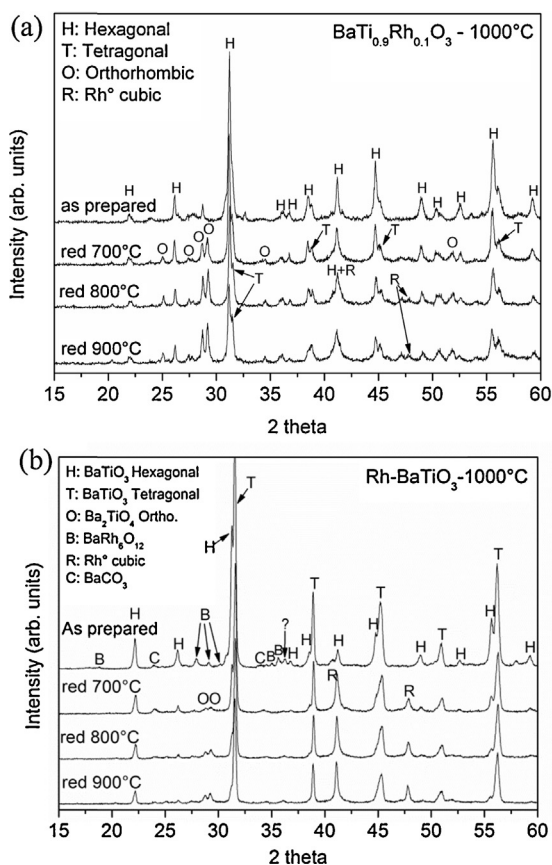 (a)
H: Hexagonal
T: Tetragonal
O: Orthorhombic
R: Rh° cubic
BaTi0.9Rh0.1O3 - 1000°C
H
H H H H H H H H H H H H
as prepared
O O T T T
red 700°C O O O O
T H+R R
red 800°C
red 900°C
Intensity (arb. units)
15 20 25 30 35 40 45 50 55 60
2 theta
(b)
H: BaTiO3 Hexagonal
T: BaTiO3 Tetragonal
O: Ba2TiO4 Ortho.
B: BaRh6O12
R: Rh° cubic
C: BaCO3
Rh-BaTiO3-1000°C
T
H
T T T
As prepared H B ? H H H
B C H C B B H H H T H H
red 700°C OO R R
red 800°C
red 900°C
Intensity (arb. units)
15 20 25 30 35 40 45 50 55 60
2 theta